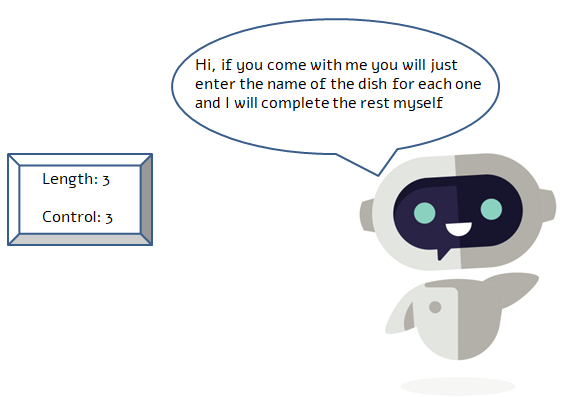 Hi, if you come with me you will just
enter the name of the dish for each one
and I will complete the rest myself
Length: 3
Control: 3